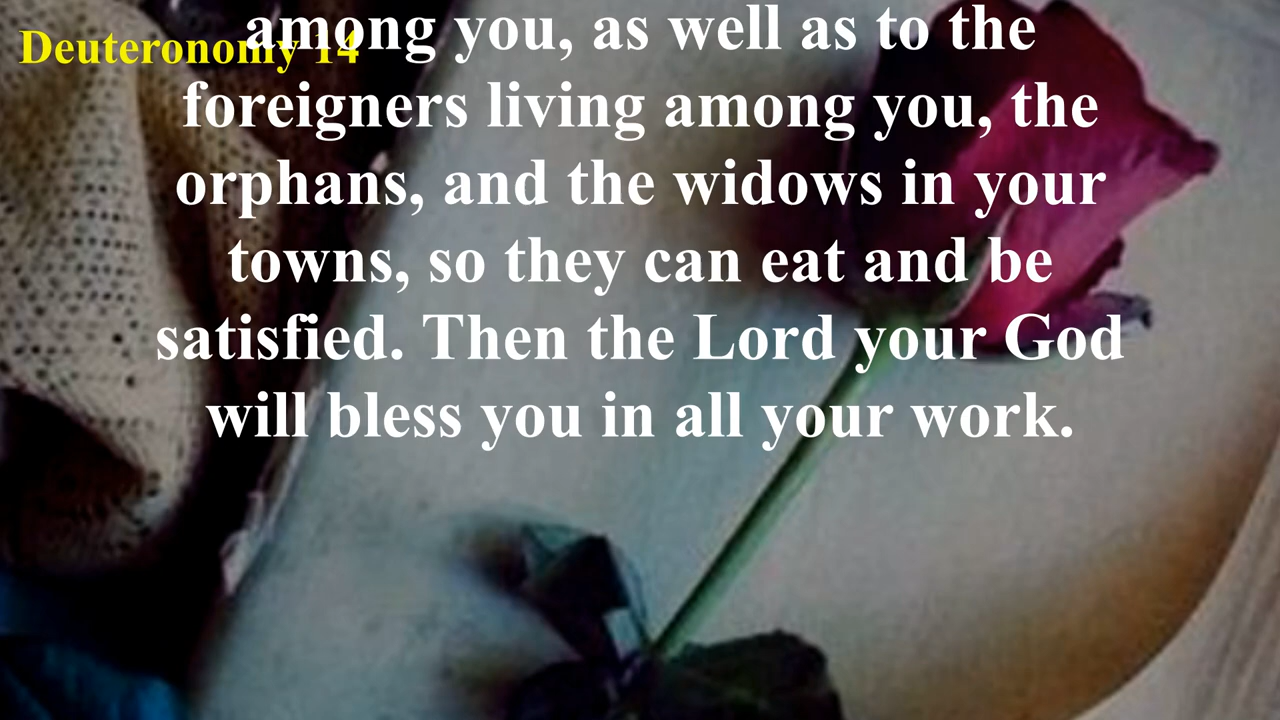 Deuteronomy 14
among you, as well as to the
foreigners living among you, the
orphans, and the widows in your
towns, so they can eat and be
satisfied. Then the Lord your God
will bless you in all your work.